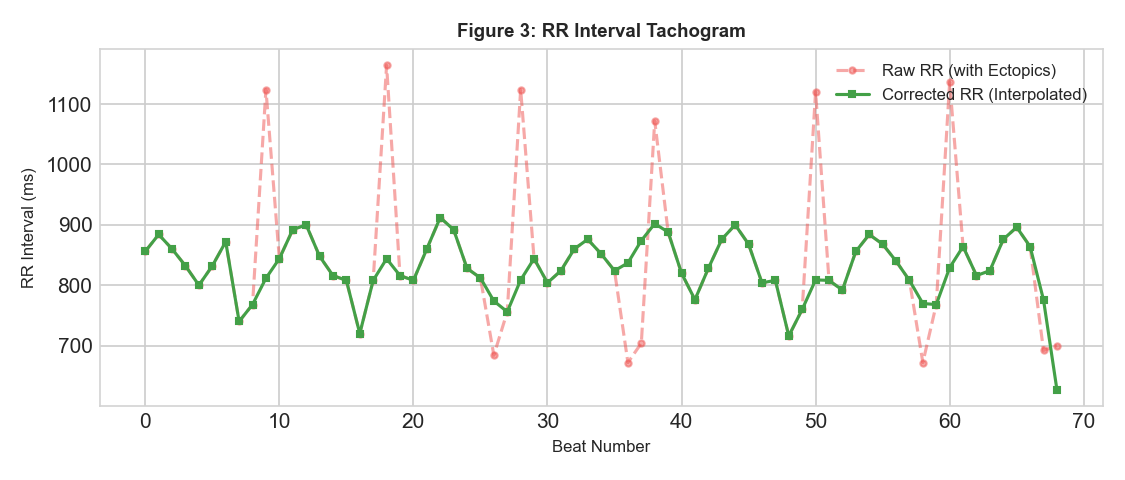 Figure 3: RR Interval Tachogram
Raw RR (with Ectopics)
Corrected RR (Interpolated)
RR Interval (ms)
1100
1000
900
800
700
0 10 20 30 40 50 60 70
Beat Number